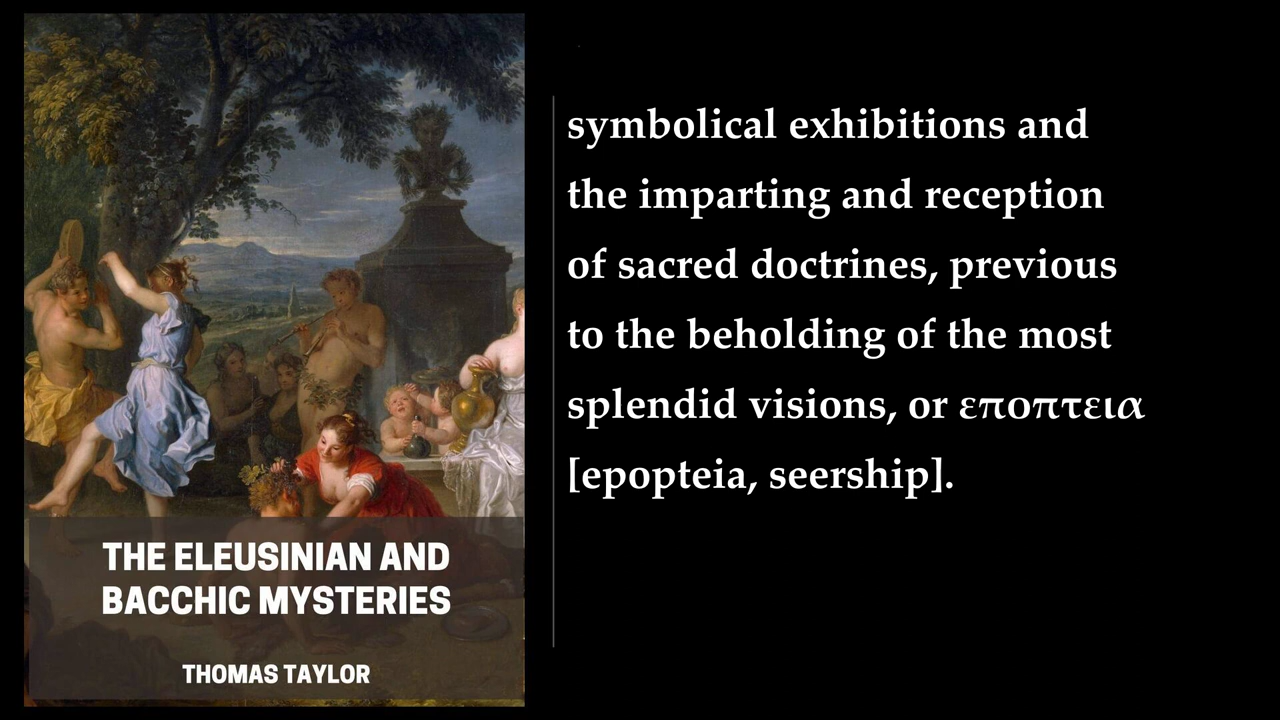 symbolical exhibitions and
the imparting and reception
of sacred doctrines, previous
to the beholding of the most
splendid visions, or εποπτεια
[epopteia, seership].
THE ELEUSINIAN AND
BACCHIC MYSTERIES
THOMAS TAYLOR